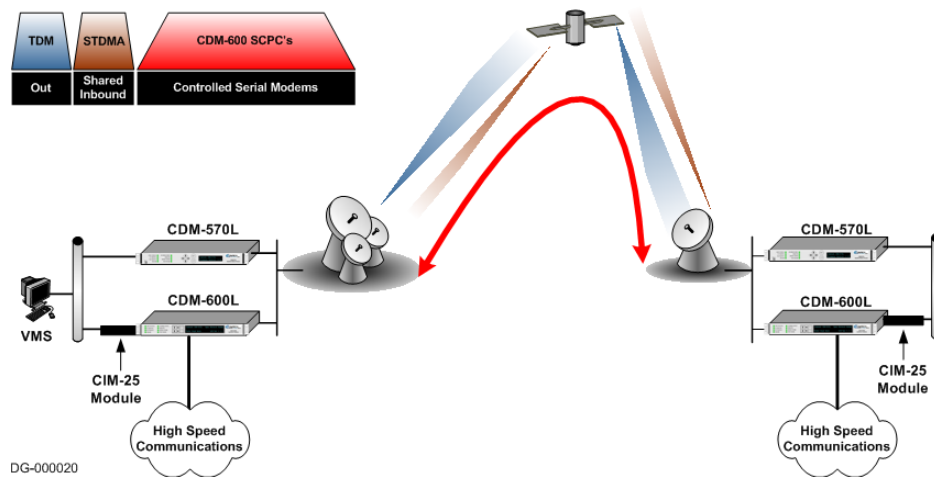 TDM
STDMA
CDM-600 SCPC's
Out
Shared
Inbound
Controlled Serial Modems
CDM-570L
CDM-570L
VMS
CDM-600L
CDM-600L
CIM-25
Module
CIM-25
Module
High Speed
Communications
High Speed
Communications
DG-000020